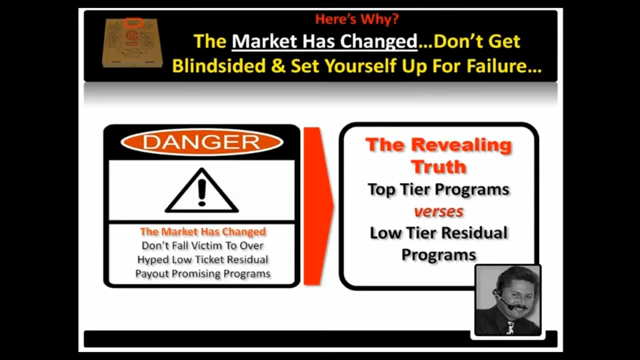 Here's Why?
The Market Has Changed...Don't Get
Blindsided & Set Yourself Up For Failure...
DANGER
!
The Market Has Changed
Don't Fall Victim To Over
Hyped Low Ticket Residual
Payout Promising Programs
The Revealing
Truth
Top Tier Programs
verses
Low Tier Residual
Programs